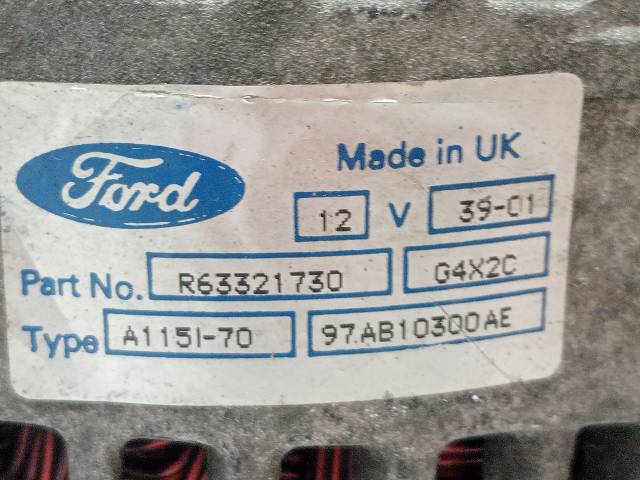 Ford
Made in UK
12 V 39-01
Part No. R63321730 G4X2C
Type A115I-70 97AB10300AE